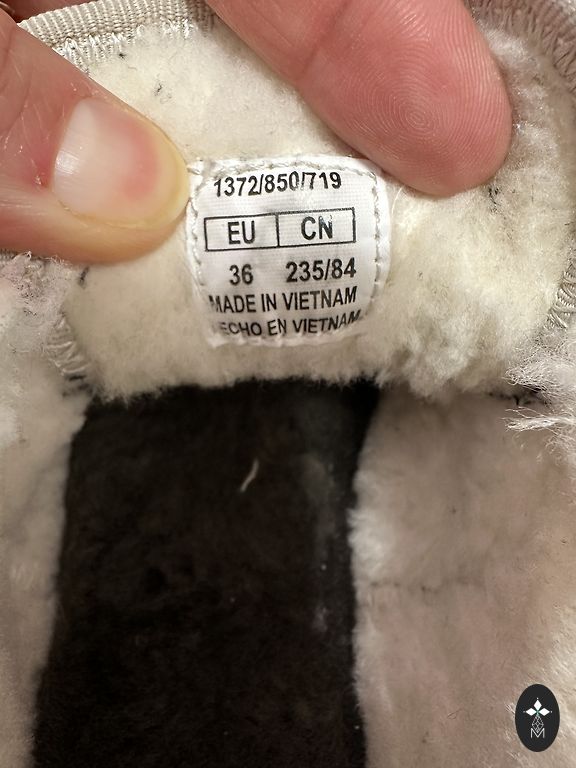 1372/850/719
EU CN
36 235/84
MADE IN VIETNAM
ECHO EN VIETNAM